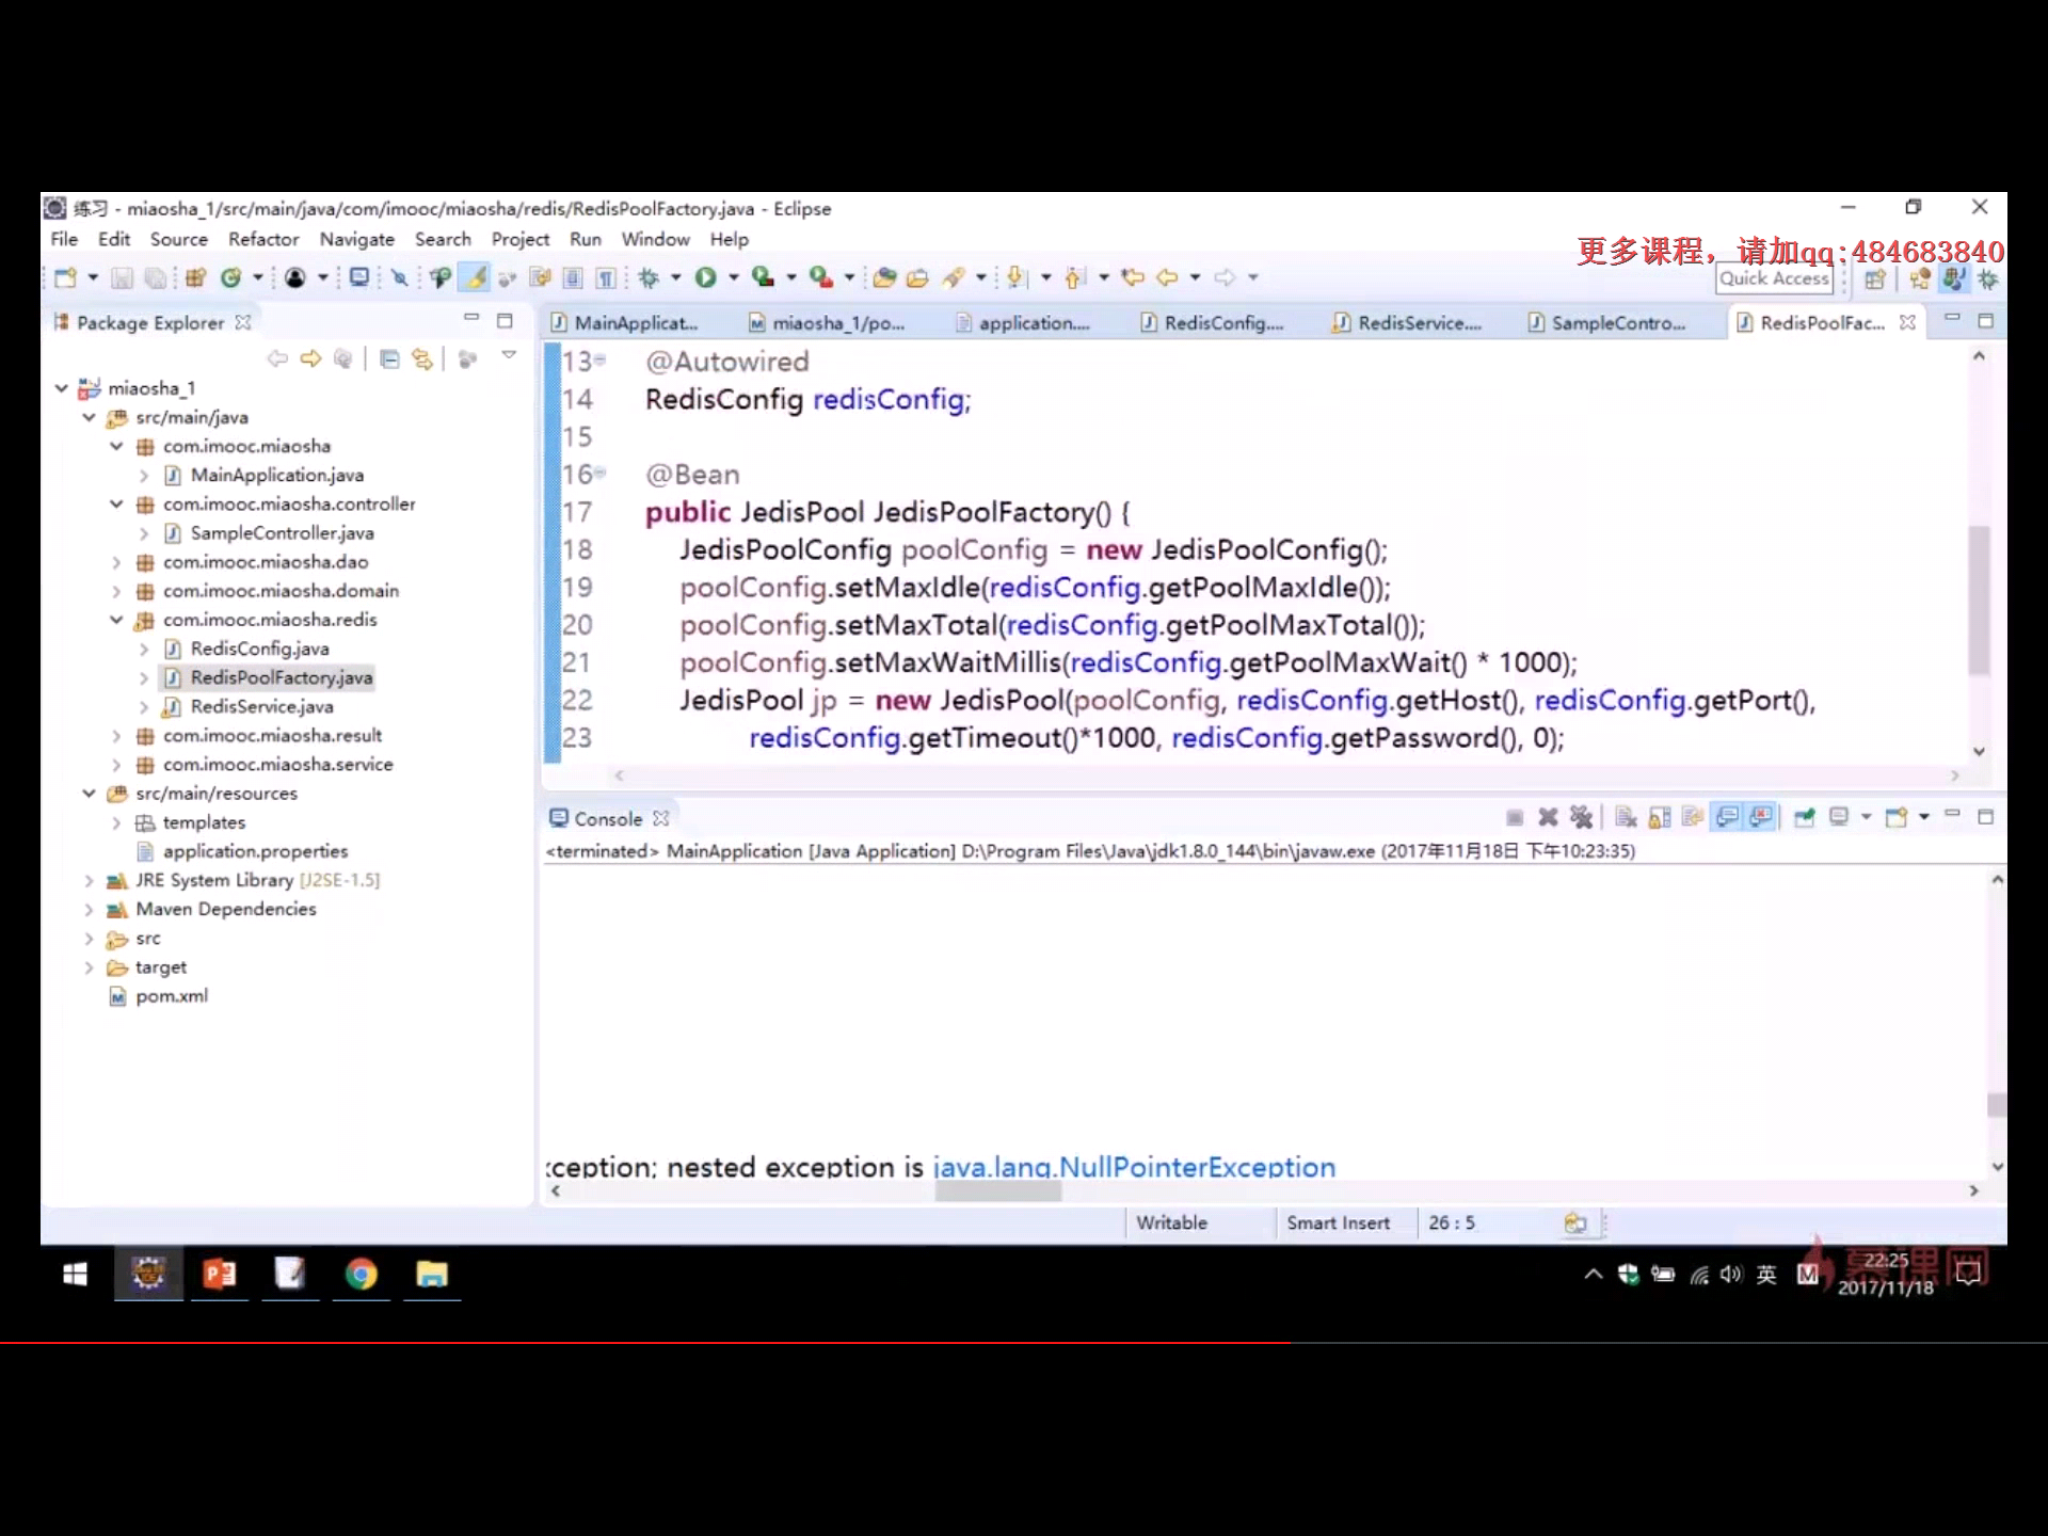 练习 - miaosha_1/src/main/java/com/imooc/miaosha/redis/RedisPoolFactory.java - Eclipse
File Edit Source Refactor Navigate Search Project Run Window Help
更多课程，请加qq:484683840
Quick Access
Package Explorer
MainApplicat... miaosha_1/po... application.... RedisConfig.... RedisService.... SampleContro... RedisPoolFac...
miaosha_1
src/main/java
com.imooc.miaosha
MainApplication.java
com.imooc.miaosha.controller
SampleController.java
com.imooc.miaosha.dao
com.imooc.miaosha.domain
com.imooc.miaosha.redis
RedisConfig.java
RedisPoolFactory.java
RedisService.java
com.imooc.miaosha.result
com.imooc.miaosha.service
src/main/resources
templates
application.properties
JRE System Library [J2SE-1.5]
Maven Dependencies
src
target
pom.xml
13 @Autowired
14 RedisConfig redisConfig;
15
16 @Bean
17 public JedisPool JedisPoolFactory() {
18 JedisPoolConfig poolConfig = new JedisPoolConfig();
19 poolConfig.setMaxIdle(redisConfig.getPoolMaxIdle());
20 poolConfig.setMaxTotal(redisConfig.getPoolMaxTotal());
21 poolConfig.setMaxWaitMillis(redisConfig.getPoolMaxWait() * 1000);
22 JedisPool jp = new JedisPool(poolConfig, redisConfig.getHost(), redisConfig.getPort(),
23 redisConfig.getTimeout()*1000, redisConfig.getPassword(), 0);
Console
<terminated> MainApplication [Java Application] D:\Program Files\Java\jdk1.8.0_144\bin\javaw.exe (2017年11月18日 下午10:23:35)
ception; nested exception is java.lang.NullPointerException
Writable Smart Insert 26 : 5
英 M 22:25
2017/11/18
慕课网